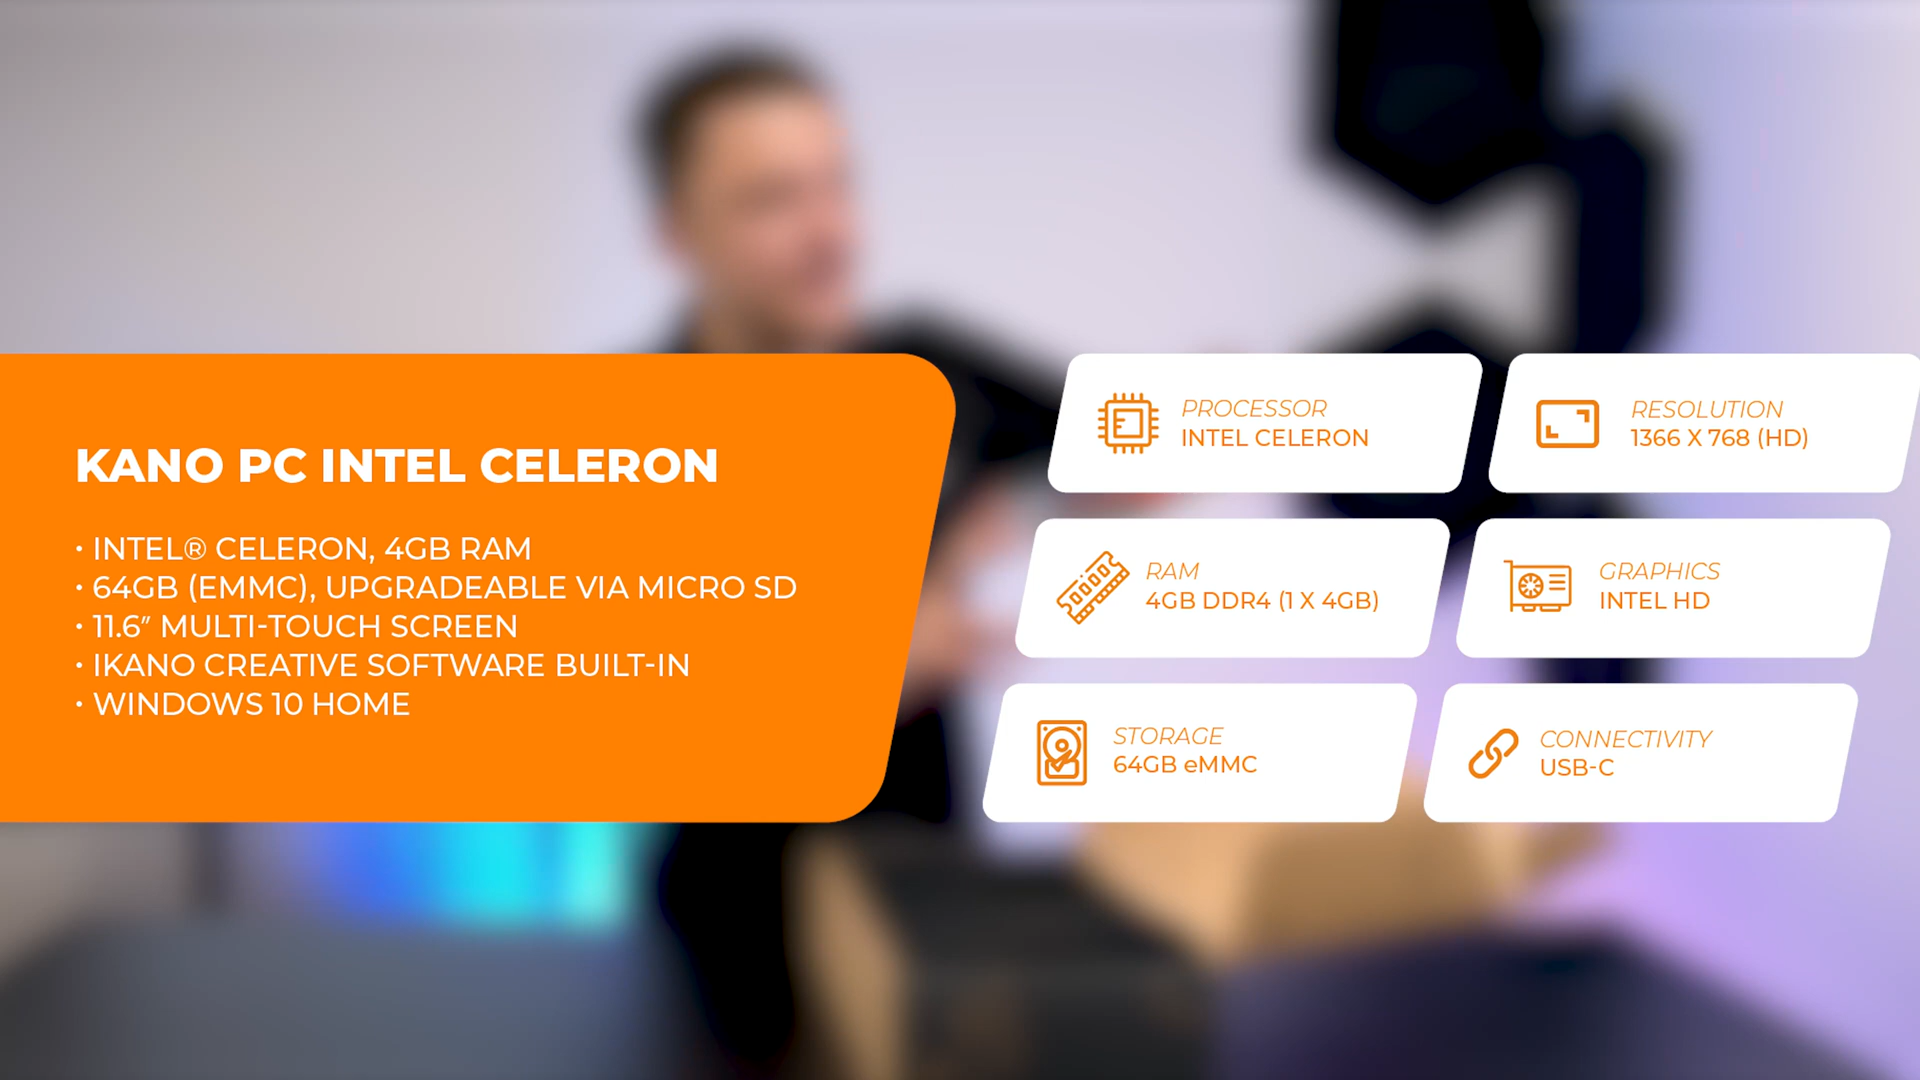 KANO PC INTEL CELERON
• INTEL® CELERON, 4GB RAM
• 64GB (EMMC), UPGRADEABLE VIA MICRO SD
• 11.6″ MULTI-TOUCH SCREEN
• IKANO CREATIVE SOFTWARE BUILT-IN
• WINDOWS 10 HOME
PROCESSOR
INTEL CELERON
RESOLUTION
1366 X 768 (HD)
RAM
4GB DDR4 (1 X 4GB)
GRAPHICS
INTEL HD
STORAGE
64GB eMMC
CONNECTIVITY
USB-C